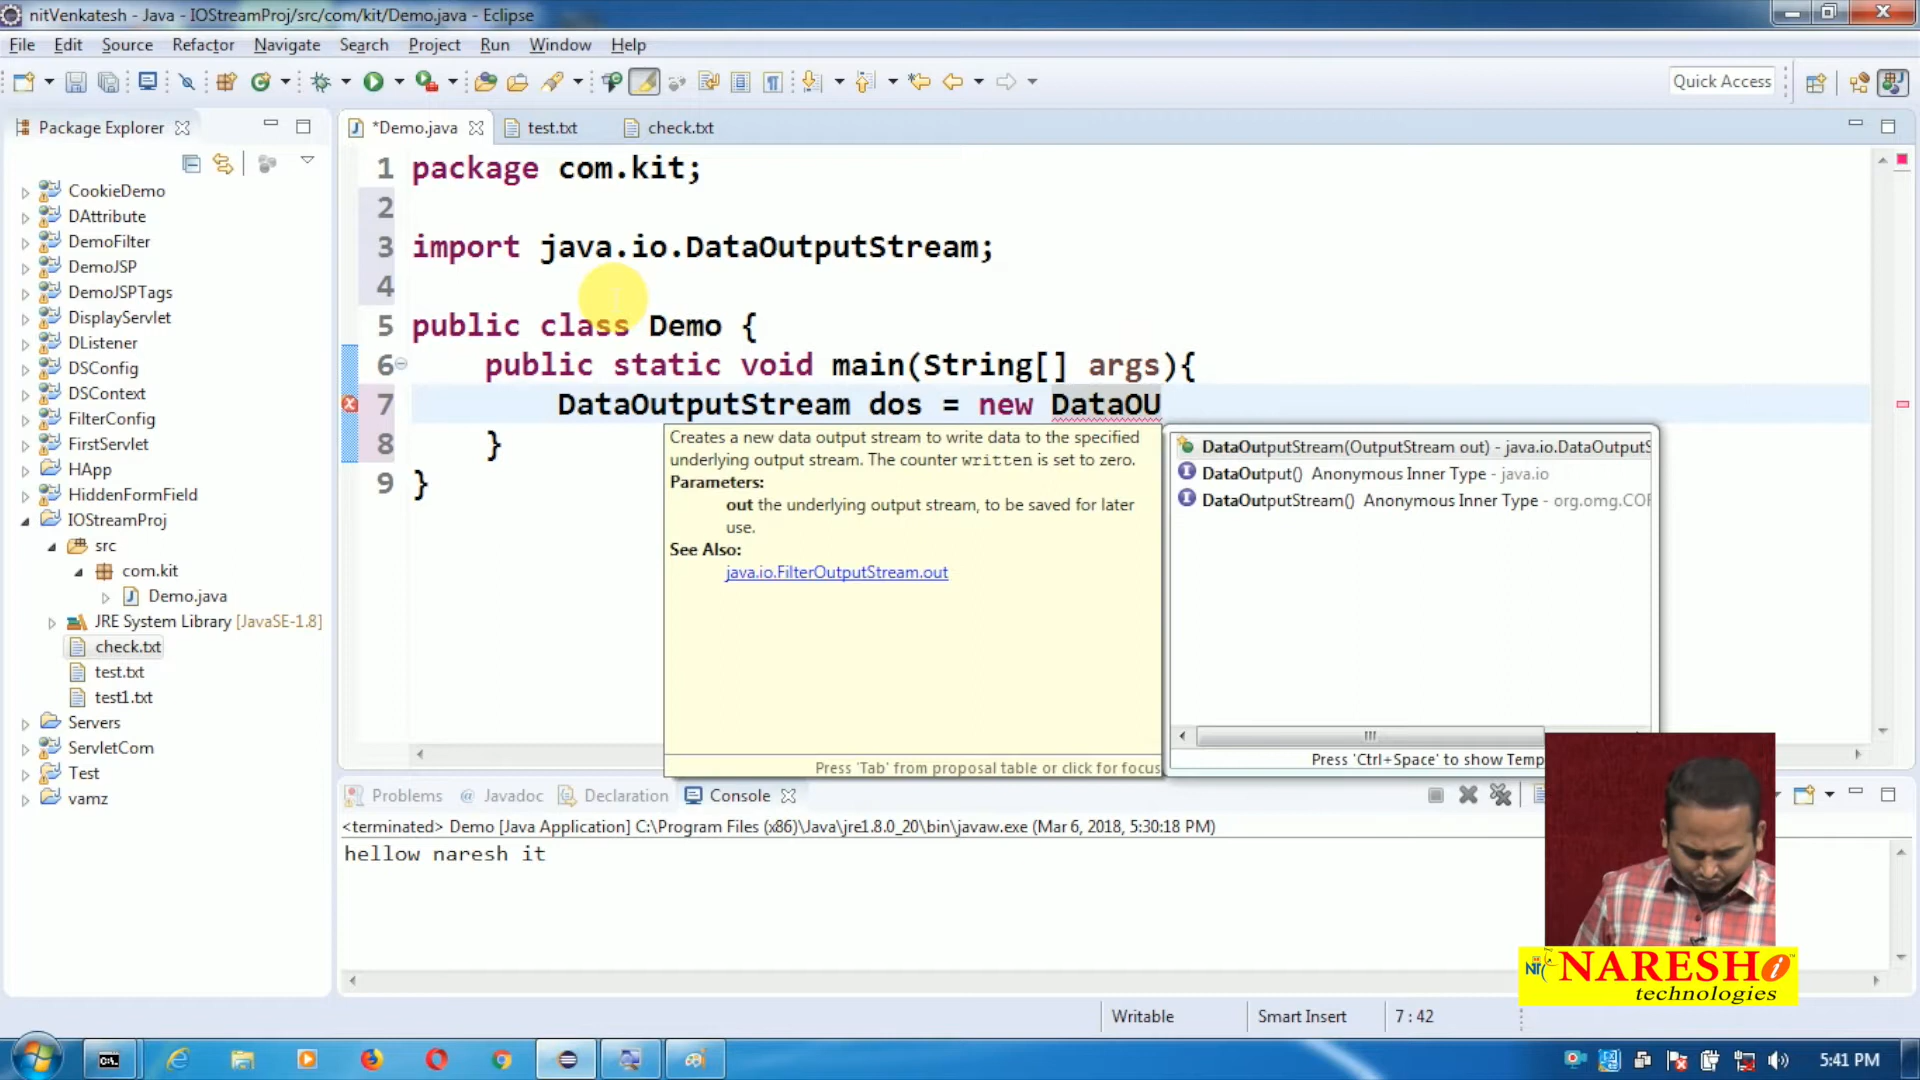 nitVenkatesh - Java - IOStreamProj/src/com/kit/Demo.java - Eclipse
File Edit Source Refactor Navigate Search Project Run Window Help
Quick Access
Package Explorer
*Demo.java
test.txt
check.txt
CookieDemo
DAttribute
DemoFilter
DemoJSP
DemoJSPTags
DisplayServlet
DListener
DSConfig
DSContext
FilterConfig
FirstServlet
HApp
HiddenFormField
IOStreamProj
src
com.kit
Demo.java
JRE System Library [JavaSE-1.8]
check.txt
test.txt
test1.txt
Servers
ServletCom
Test
vamz
1 package com.kit;
2
3 import java.io.DataOutputStream;
4
5 public class Demo {
6 public static void main(String[] args){
7 DataOutputStream dos = new DataOU
8 }
9 }
Creates a new data output stream to write data to the specified
underlying output stream. The counter written is set to zero.
Parameters:
out the underlying output stream, to be saved for later
use.
See Also:
java.io.FilterOutputStream.out
Press 'Tab' from proposal table or click for focus
DataOutputStream(OutputStream out) - java.io.DataOutputS
DataOutput() Anonymous Inner Type - java.io
DataOutputStream() Anonymous Inner Type - org.omg.COR
Press 'Ctrl+Space' to show Temp
Problems @ Javadoc Declaration Console
<terminated> Demo [Java Application] C:\Program Files (x86)\Java\jre1.8.0_20\bin\javaw.exe (Mar 6, 2018, 5:30:18 PM)
hellow naresh it
NARESH i
technologies
Writable
Smart Insert
7 : 42
5:41 PM